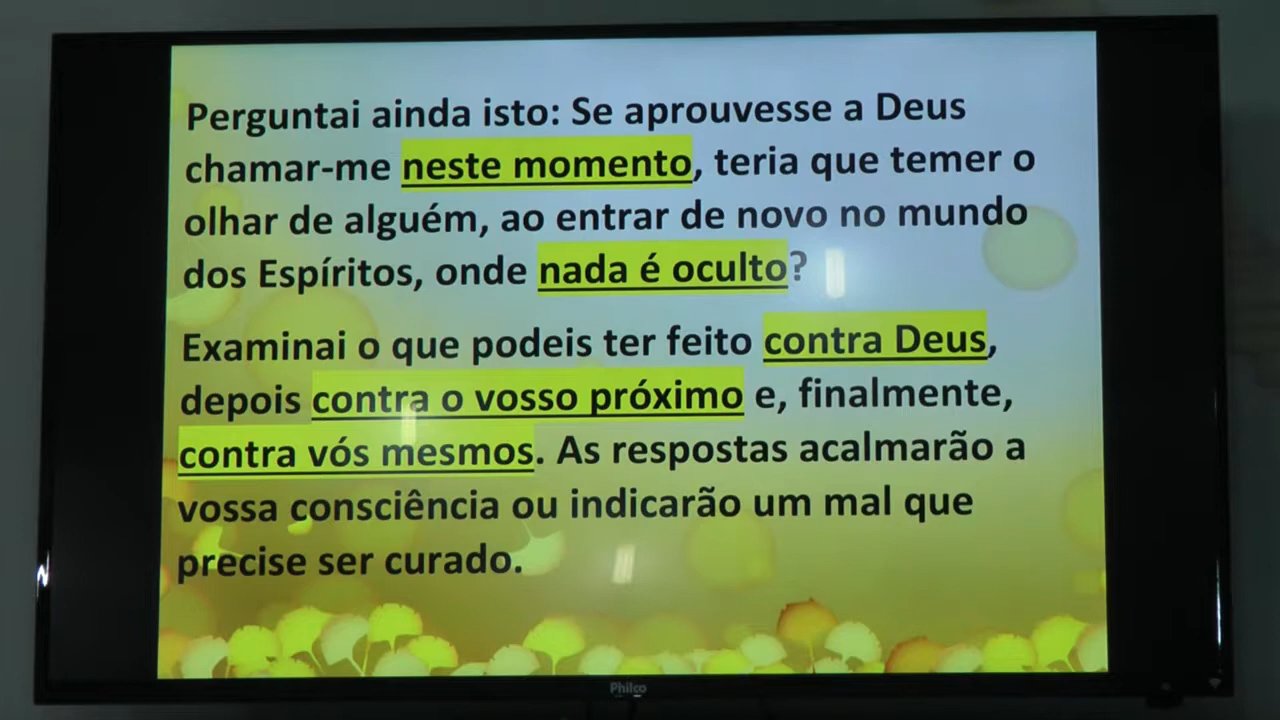 Perguntai ainda isto: Se aprouvesse a Deus
chamar-me neste momento, teria que temer o
olhar de alguém, ao entrar de novo no mundo
dos Espíritos, onde nada é oculto?
Examinai o que podeis ter feito contra Deus,
depois contra o vosso próximo e, finalmente,
contra vós mesmos. As respostas acalmarão a
vossa consciência ou indicarão um mal que
precise ser curado.
Philco